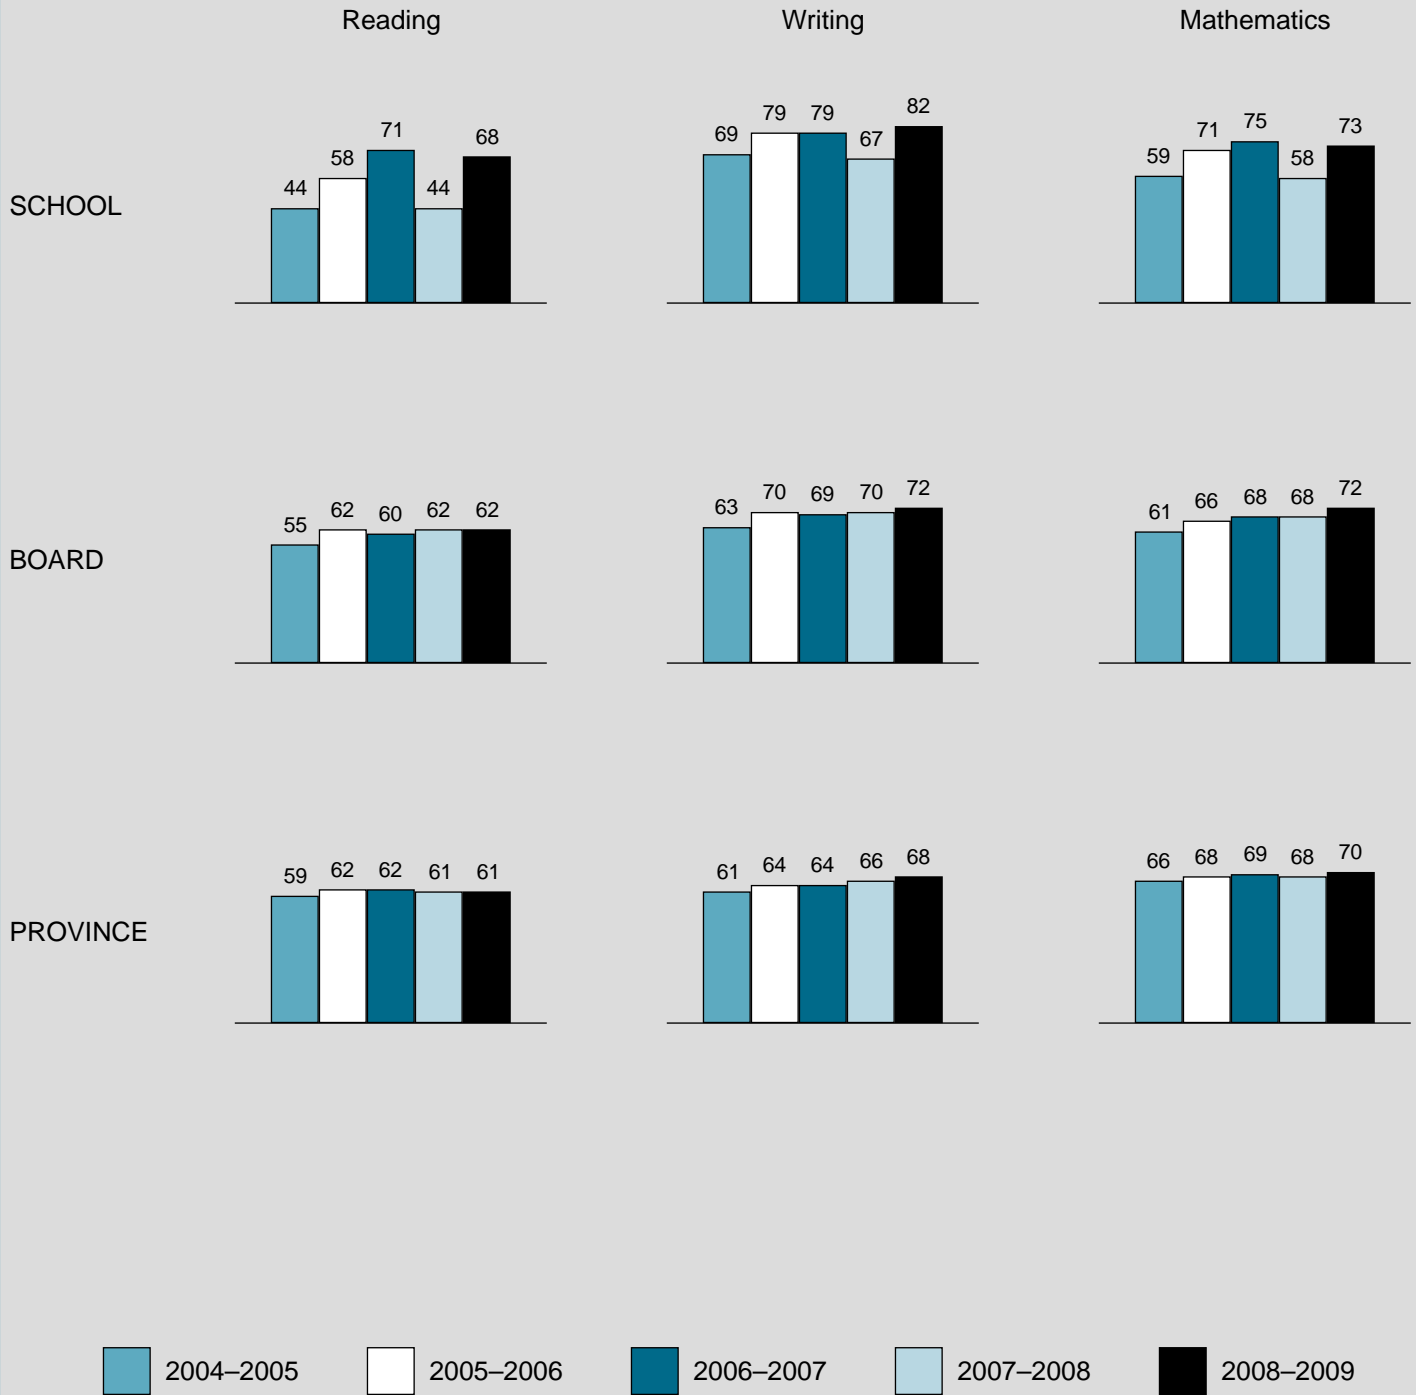 Reading Writing Mathematics
SCHOOL
44 58 71 44 68
69 79 79 67 82
59 71 75 58 73
BOARD
55 62 60 62 62
63 70 69 70 72
61 66 68 68 72
PROVINCE
59 62 62 61 61
61 64 64 66 68
66 68 69 68 70
2004–2005 2005–2006 2006–2007 2007–2008 2008–2009